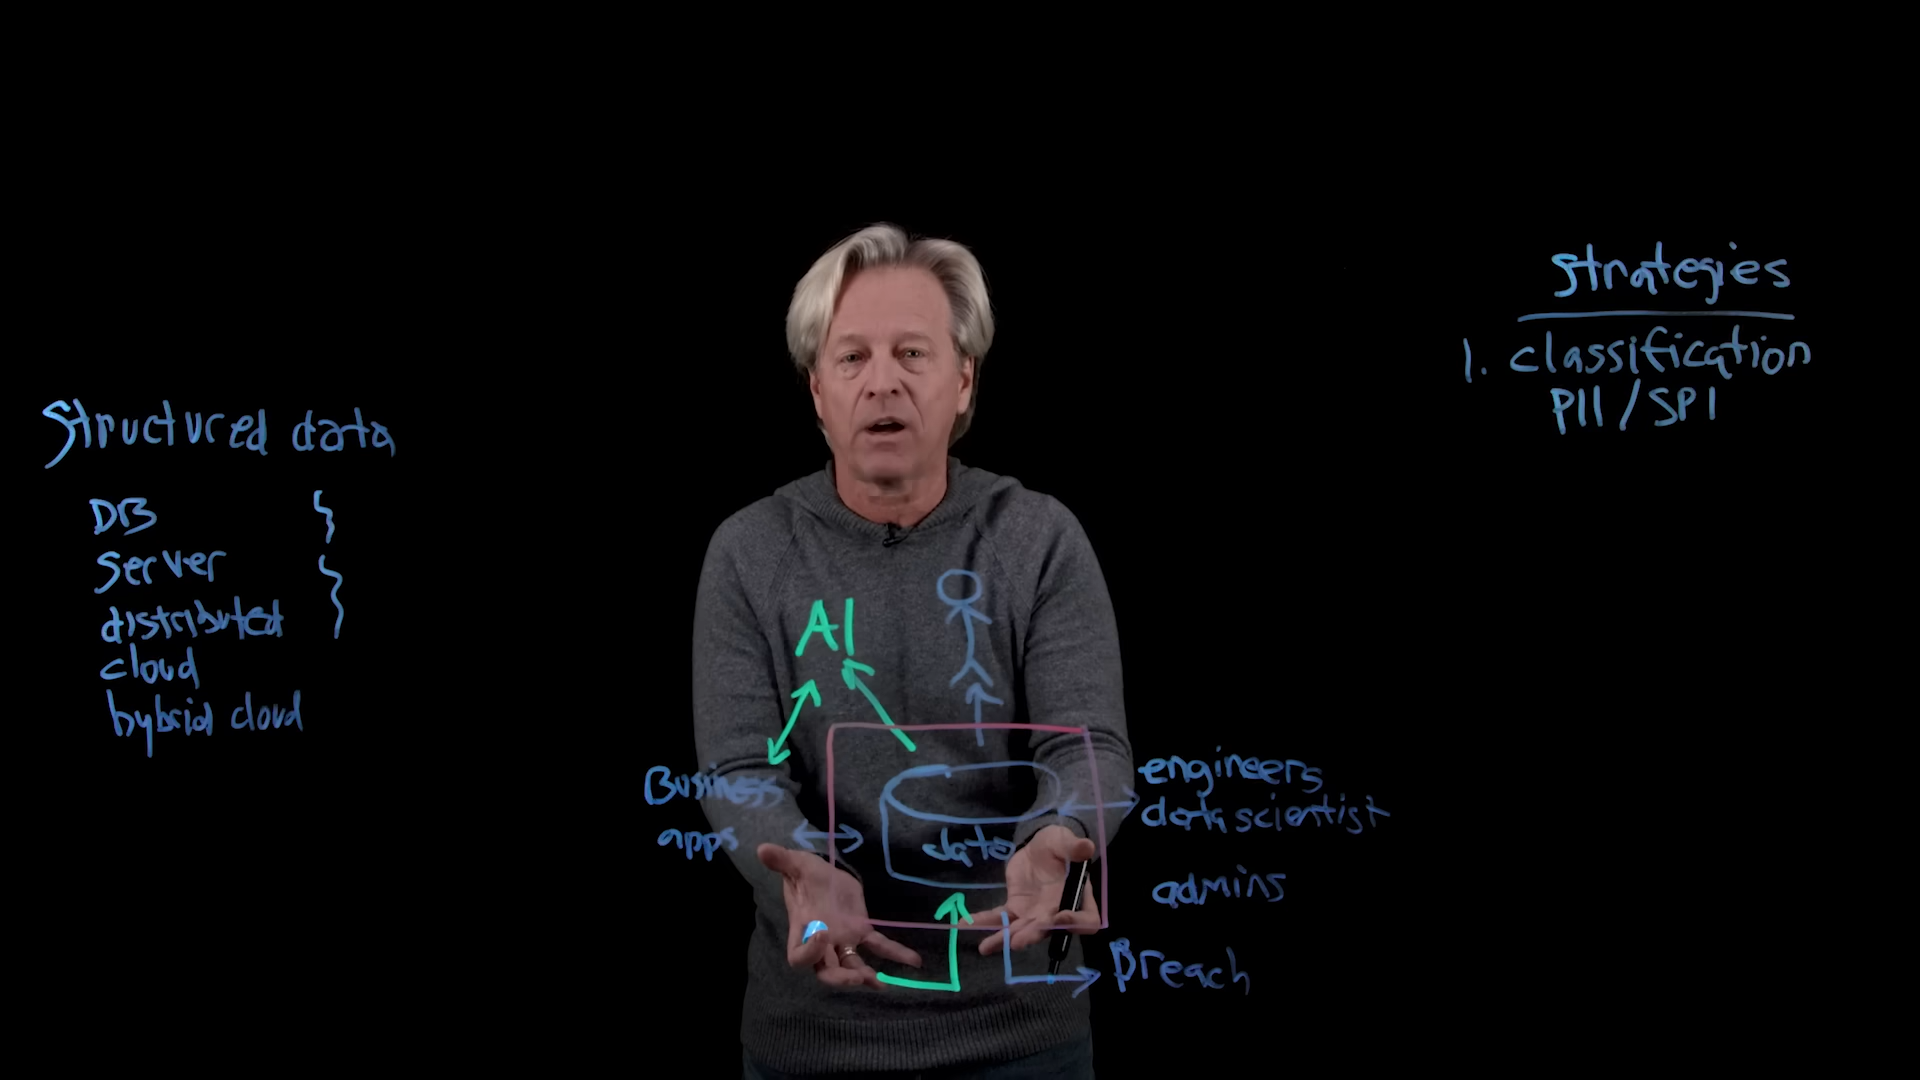 Structured data
DB
Server
distributed
cloud
hybrid cloud
AI
Business
apps
data
engineers
data scientist
admins
Breach
Strategies
1. classification
PII/SPI